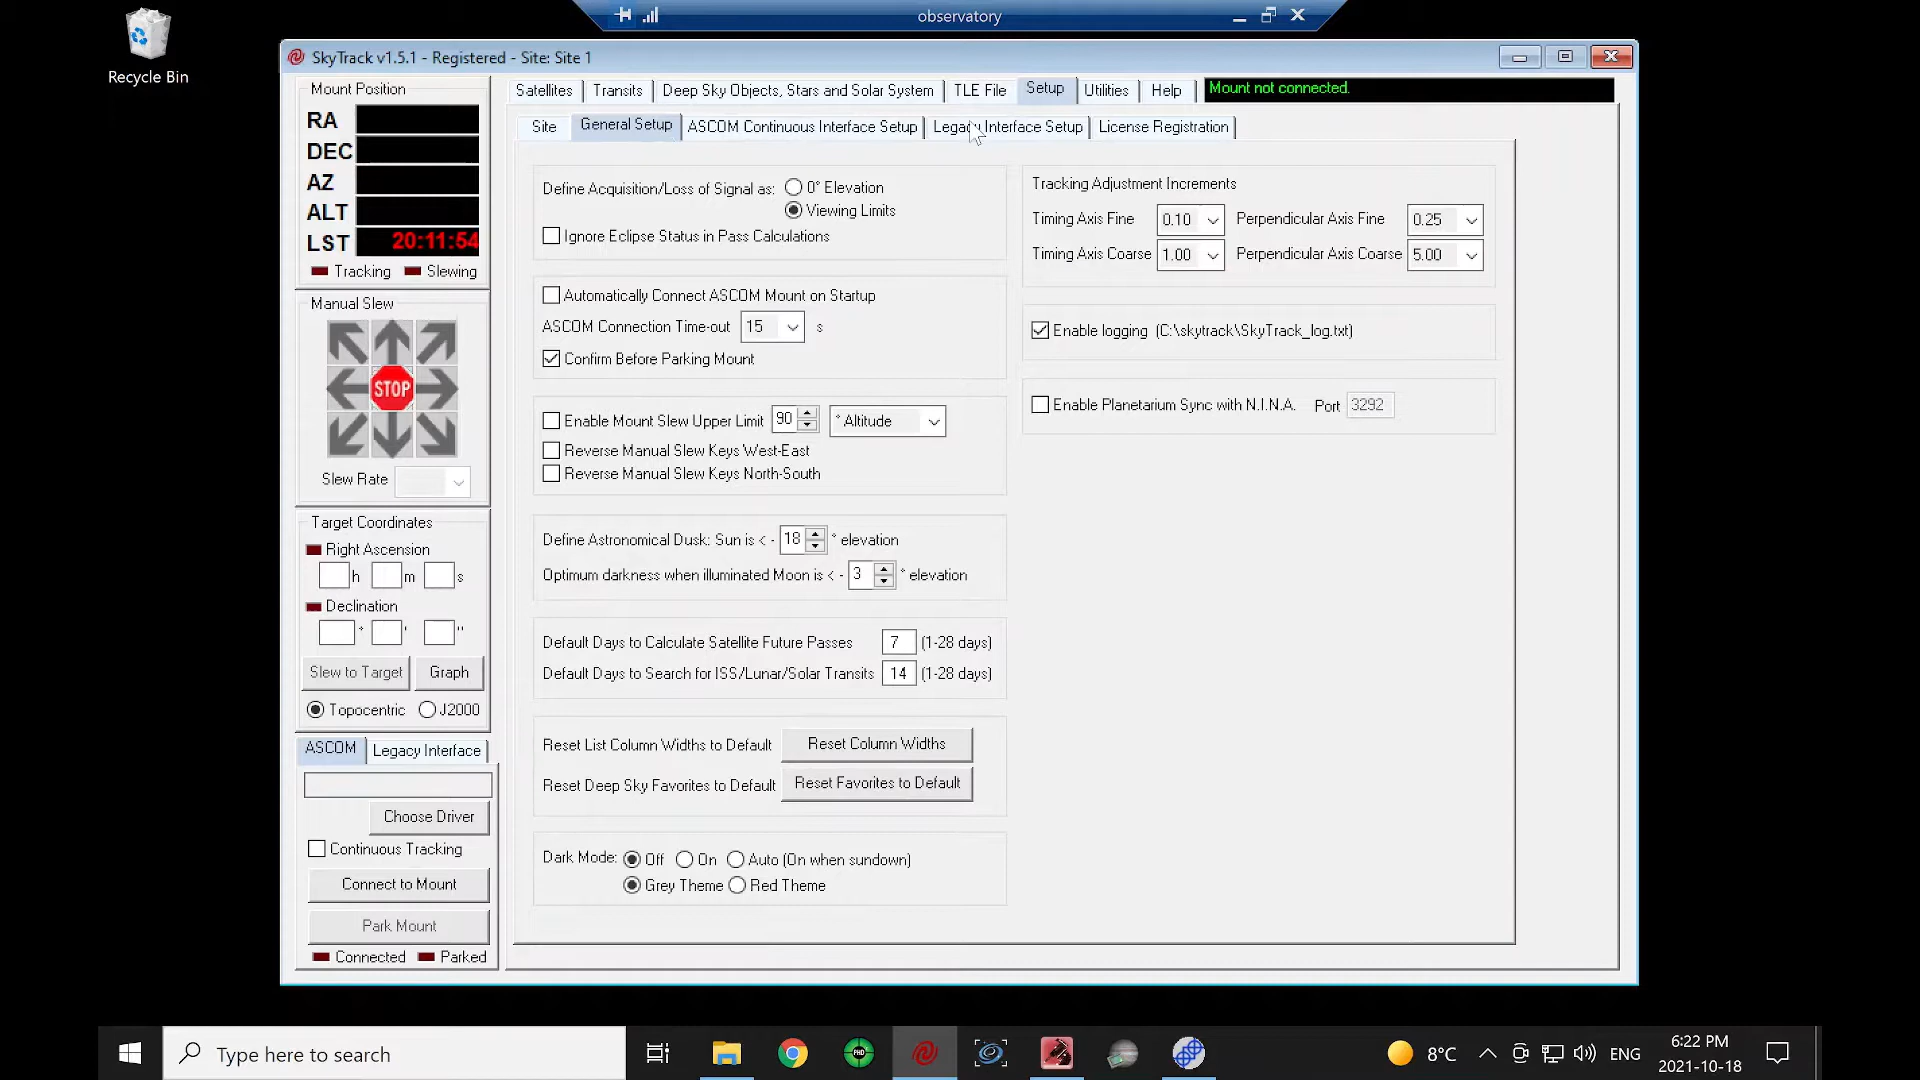 observatory
Recycle Bin
SkyTrack v1.5.1 - Registered - Site: Site 1
Mount Position
RA
DEC
AZ
ALT
LST 20:11:54
Tracking Slewing
Manual Slew
STOP
Slew Rate
Target Coordinates
Right Ascension
h m s
Declination
° ' ''
Slew to Target Graph
Topocentric J2000
ASCOM Legacy Interface
Choose Driver
Continuous Tracking
Connect to Mount
Park Mount
Connected Parked
Satellites Transits Deep Sky Objects, Stars and Solar System TLE File Setup Utilities Help Mount not connected.
Site General Setup ASCOM Continuous Interface Setup Legacy Interface Setup License Registration
Define Acquisition/Loss of Signal as: 0° Elevation
Viewing Limits
Ignore Eclipse Status in Pass Calculations
Automatically Connect ASCOM Mount on Startup
ASCOM Connection Time-out 15 s
Confirm Before Parking Mount
Enable Mount Slew Upper Limit 90 ° Altitude
Reverse Manual Slew Keys West-East
Reverse Manual Slew Keys North-South
Define Astronomical Dusk: Sun is < - 18 ° elevation
Optimum darkness when illuminated Moon is < - 3 ° elevation
Default Days to Calculate Satellite Future Passes 7 (1-28 days)
Default Days to Search for ISS/Lunar/Solar Transits 14 (1-28 days)
Reset List Column Widths to Default Reset Column Widths
Reset Deep Sky Favorites to Default Reset Favorites to Default
Dark Mode: Off On Auto (On when sundown)
Grey Theme Red Theme
Tracking Adjustment Increments
Timing Axis Fine 0.10 Perpendicular Axis Fine 0.25
Timing Axis Coarse 1.00 Perpendicular Axis Coarse 5.00
Enable logging (C:\skytrack\SkyTrack_log.txt)
Enable Planetarium Sync with N.I.N.A. Port 3292
Type here to search
PHD
8°C
ENG
6:22 PM
2021-10-18